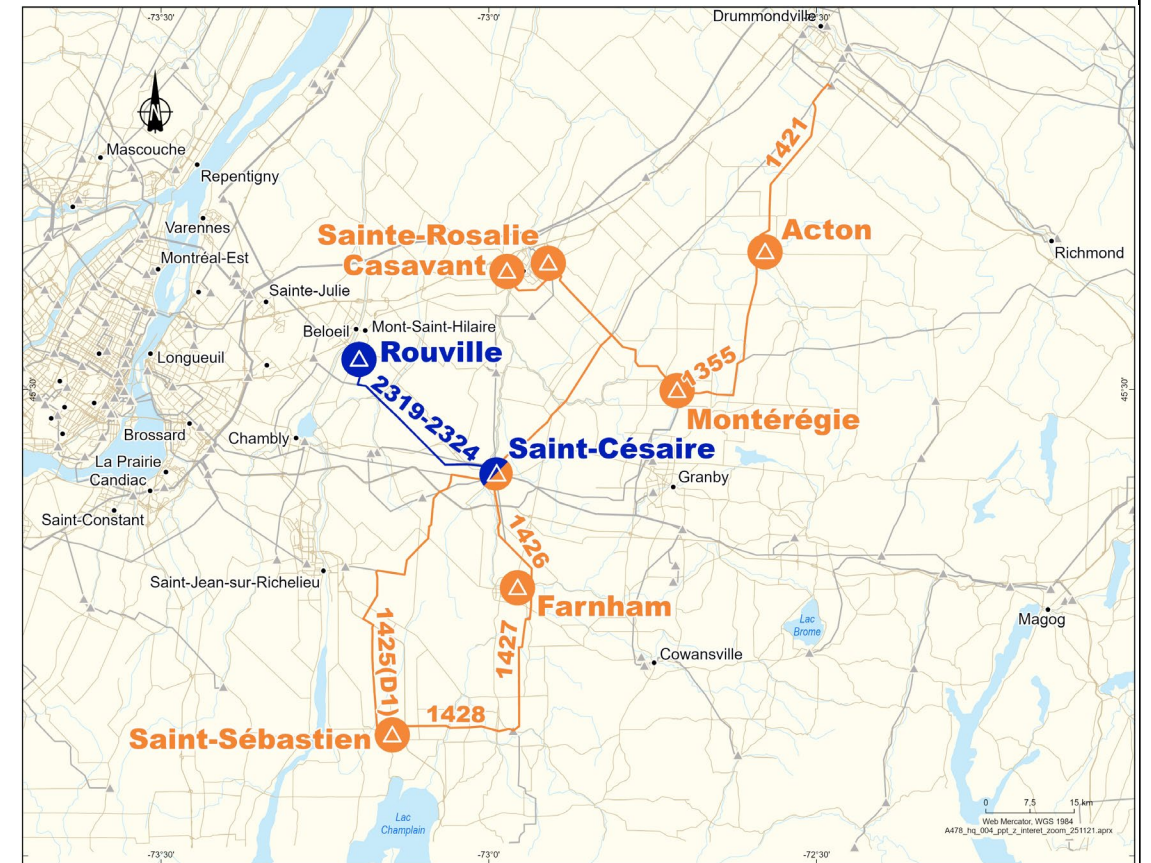 -73°30'
-73°0'
-72°30'
Drummondville
N
Mascouche
Repentigny
1421
Varennes
Sainte-Rosalie
Acton
Montréal-Est
Casavant
Richmond
Sainte-Julie
Beloeil
Mont-Saint-Hilaire
Rouville
Longueuil
1355
45°30'
45°30'
2319-2324
Montérégie
Brossard
Chambly
Saint-Césaire
La Prairie
Candiac
Granby
Saint-Constant
1426
Saint-Jean-sur-Richelieu
Farnham
Lac
Brome
Magog
1425(D1)
1427
Cowansville
1428
Saint-Sébastien
0 7.5 15 km
Lac
Champlain
Web Mercator, WGS 1984
A478_hq_004_ppt_z_interet_zoom_251121.aprx
-73°30'
-73°0'
-72°30'